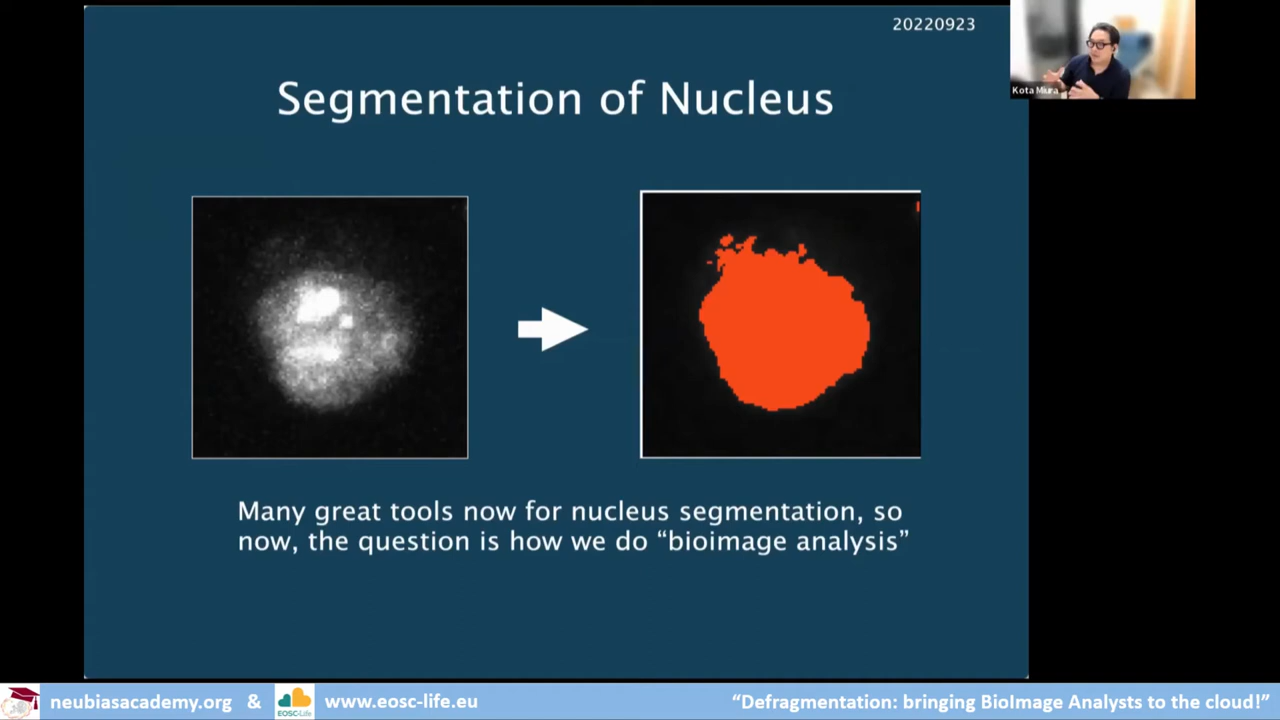 20220923
Kota Miura
Segmentation of Nucleus
Many great tools now for nucleus segmentation, so
now, the question is how we do “bioimage analysis”
neubiasacademy.org & EOSC-Life www.eosc-life.eu “Defragmentation: bringing BioImage Analysts to the cloud!”